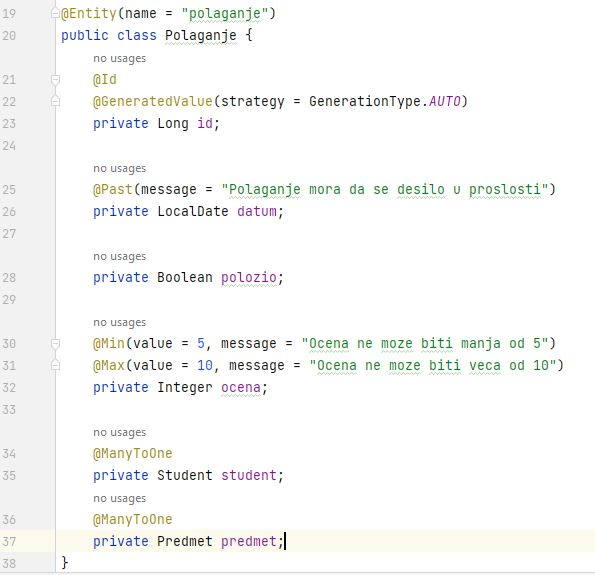 19 @Entity(name = "polaganje")
20 public class Polaganje {
no usages
21 @Id
22 @GeneratedValue(strategy = GenerationType.AUTO)
23 private Long id;
24
no usages
25 @Past(message = "Polaganje mora da se desilo u proslosti")
26 private LocalDate datum;
27
no usages
28 private Boolean polozio;
29
no usages
30 @Min(value = 5, message = "Ocena ne moze biti manja od 5")
31 @Max(value = 10, message = "Ocena ne moze biti veca od 10")
32 private Integer ocena;
33
no usages
34 @ManyToOne
35 private Student student;
no usages
36 @ManyToOne
37 private Predmet predmet;
38 }